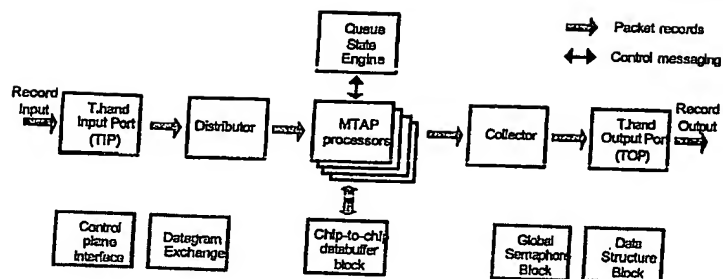 Queue
State
Engine
Packet records
Control messaging
Record
Input
T.hand
Input Port
(TIP)
Distributor
MTAP
processors
Collector
T.hand
Output Port
(TOP)
Record
Output
Control
plane
Interface
Datagram
Exchange
Chip-to-chip
databuffer
block
Global
Semaphore
Block
Data
Structure
Block